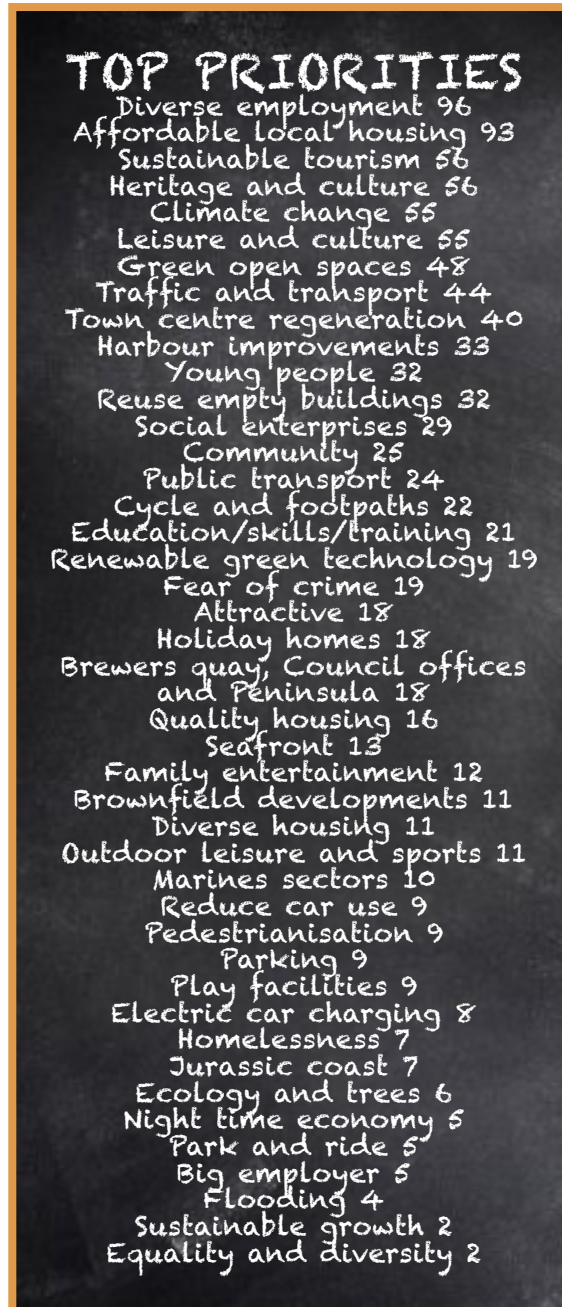 TOP PRIORITIES
Diverse employment 96
Affordable local housing 93
Sustainable tourism 56
Heritage and culture 56
Climate change 55
Leisure and culture 55
Green open spaces 48
Traffic and transport 44
Town centre regeneration 40
Harbour improvements 33
Young people 32
Reuse empty buildings 32
Social enterprises 29
Community 25
Public transport 24
Cycle and footpaths 22
Education/skills/training 21
Renewable green technology 19
Fear of crime 19
Attractive 18
Holiday homes 18
Brewers quay, Council offices
and Peninsula 18
Quality housing 16
Seafront 13
Family entertainment 12
Brownfield developments 11
Diverse housing 11
Outdoor leisure and sports 11
Marines sectors 10
Reduce car use 9
Pedestrianisation 9
Parking 9
Play facilities 9
Electric car charging 8
Homelessness 7
Jurassic coast 7
Ecology and trees 6
Night time economy 5
Park and ride 5
Big employer 5
Flooding 4
Sustainable growth 2
Equality and diversity 2